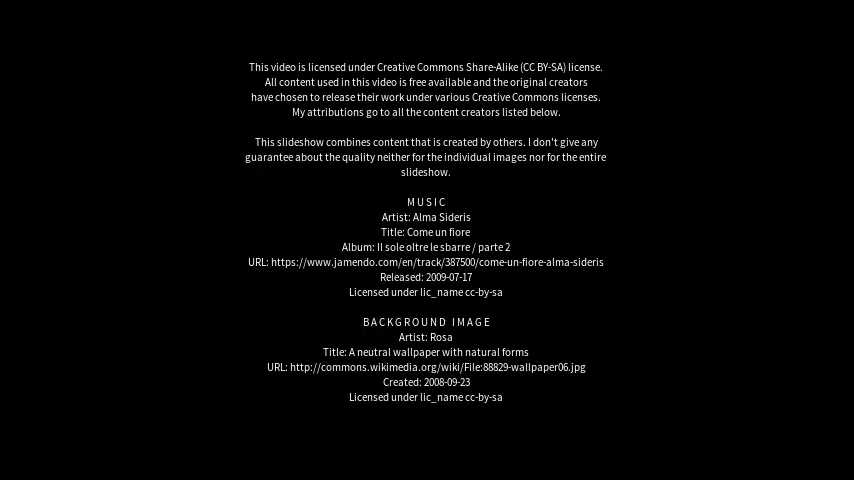 This video is licensed under Creative Commons Share-Alike (CC BY-SA) license.
All content used in this video is free available and the original creators
have chosen to release their work under various Creative Commons licenses.
My attributions go to all the content creators listed below.
This slideshow combines content that is created by others. I don't give any
guarantee about the quality neither for the individual images nor for the entire
slideshow.
MUSIC
Artist: Alma Sideris
Title: Come un fiore
Album: Il sole oltre le sbarre / parte 2
URL: https://www.jamendo.com/en/track/387500/come-un-fiore-alma-sideris
Released: 2009-07-17
Licensed under lic_name cc-by-sa
BACKGROUND IMAGE
Artist: Rosa
Title: A neutral wallpaper with natural forms
URL: http://commons.wikimedia.org/wiki/File:88829-wallpaper06.jpg
Created: 2008-09-23
Licensed under lic_name cc-by-sa